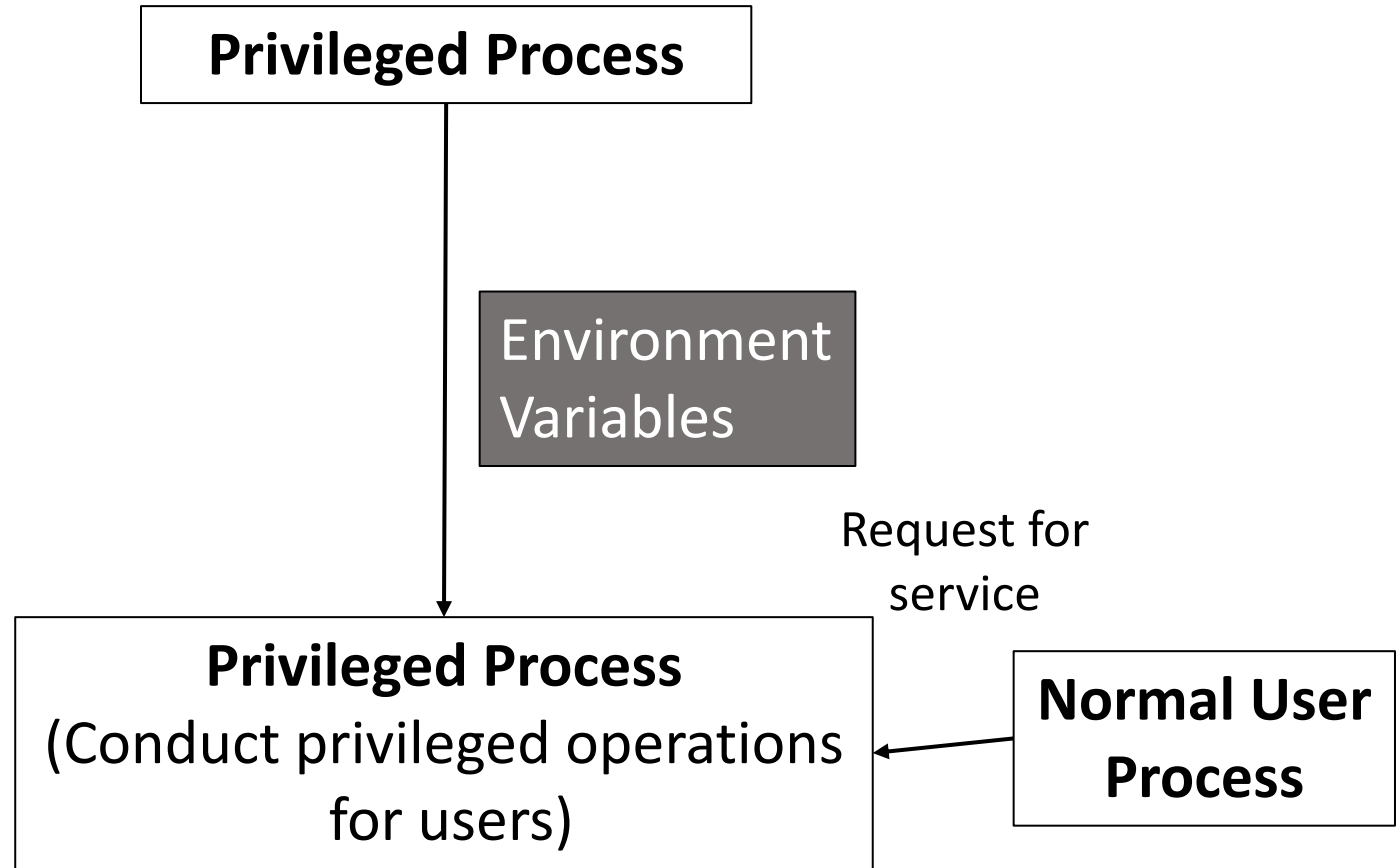 Privileged Process
Environment
Variables
Request for
service
Privileged Process
(Conduct privileged operations
for users)
Normal User
Process